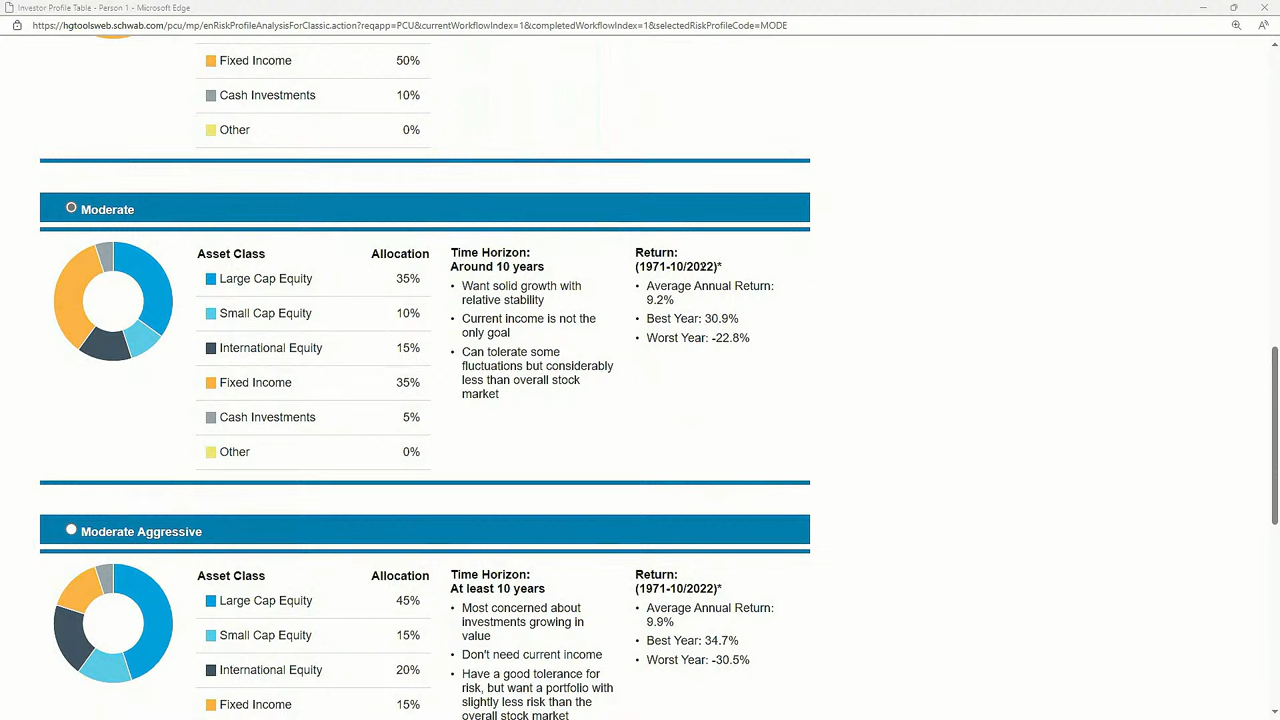 Investor Profile Table - Person 1 - Microsoft Edge
https://hgtoolsweb.schwab.com/pcu/mp/enRiskProfileAnalysisForClassic.action?reqapp=PCU&currentWorkflowIndex=1&completedWorkflowIndex=1&selectedRiskProfileCode=MODE
Fixed Income 50%
Cash Investments 10%
Other 0%
Moderate
Asset Class Allocation
Large Cap Equity 35%
Small Cap Equity 10%
International Equity 15%
Fixed Income 35%
Cash Investments 5%
Other 0%
Time Horizon:
Around 10 years
• Want solid growth with
relative stability
• Current income is not the
only goal
• Can tolerate some
fluctuations but considerably
less than overall stock
market
Return:
(1971-10/2022)*
• Average Annual Return:
9.2%
• Best Year: 30.9%
• Worst Year: -22.8%
Moderate Aggressive
Asset Class Allocation
Large Cap Equity 45%
Small Cap Equity 15%
International Equity 20%
Fixed Income 15%
Time Horizon:
At least 10 years
• Most concerned about
investments growing in
value
• Don't need current income
• Have a good tolerance for
risk, but want a portfolio with
slightly less risk than the
overall stock market
Return:
(1971-10/2022)*
• Average Annual Return:
9.9%
• Best Year: 34.7%
• Worst Year: -30.5%